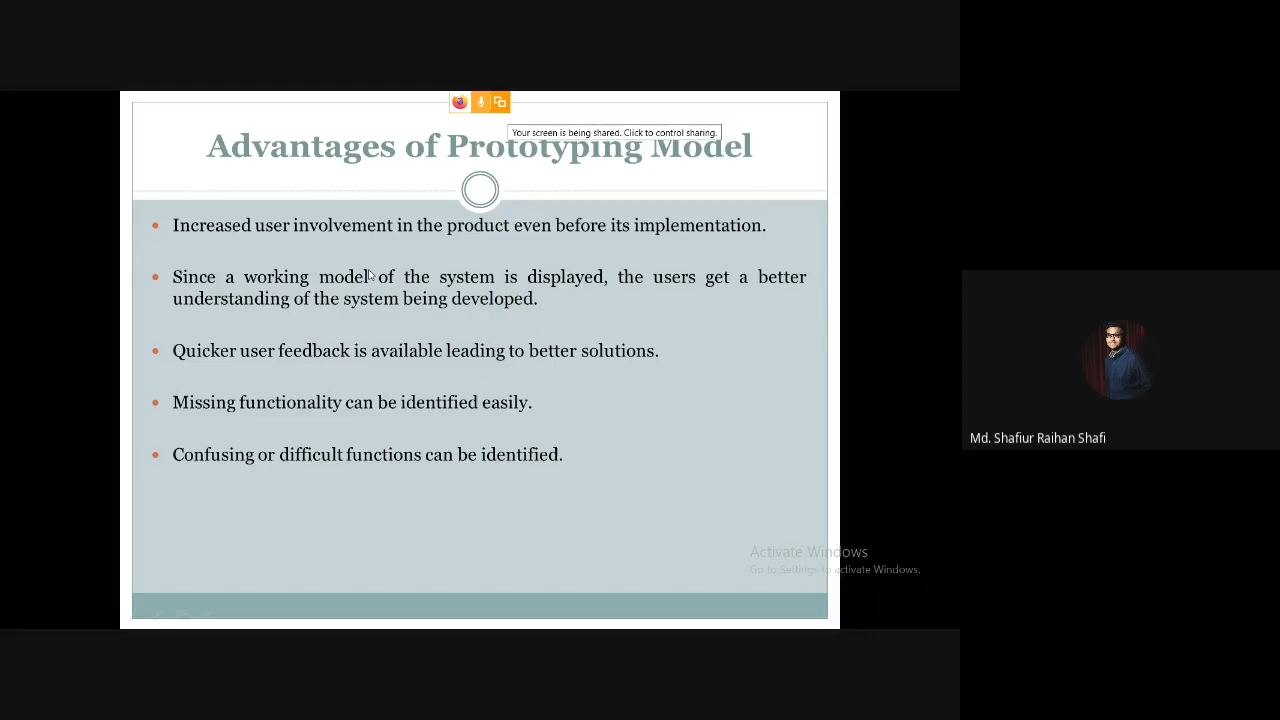 Your screen is being shared. Click to control sharing.
Advantages of Prototyping Model
• Increased user involvement in the product even before its implementation.
• Since a working model of the system is displayed, the users get a better
understanding of the system being developed.
• Quicker user feedback is available leading to better solutions.
• Missing functionality can be identified easily.
• Confusing or difficult functions can be identified.
Activate Windows
Go to Settings to activate Windows.
Md. Shafiur Raihan Shafi